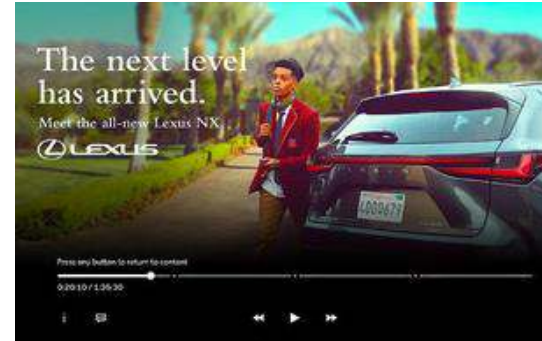 The next level
has arrived.
Meet the all-new Lexus NX.
LEXUS
Press any button to return to content
0:20:10 / 1:35:30